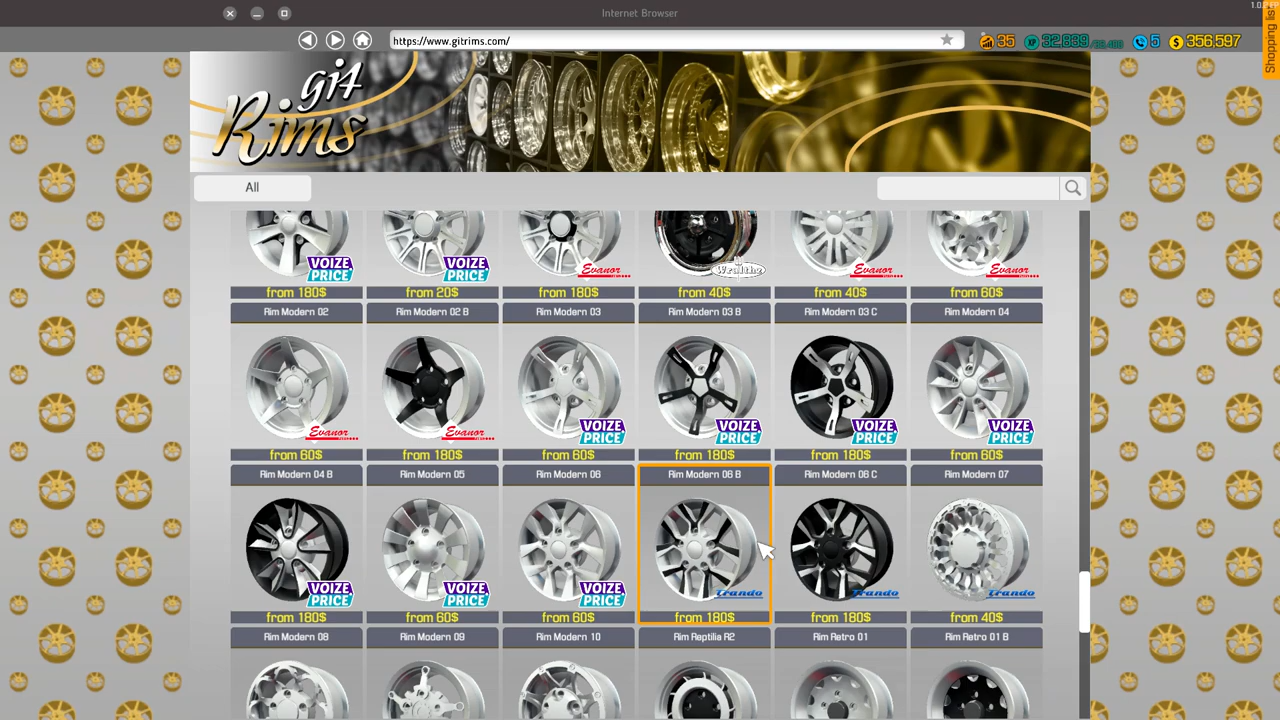 Internet Browser
1.0.2
Shopping list
https://www.gitrims.com/
35
XP
5
$
356,597
git
Rims
All
VOIZE PRICE
VOIZE PRICE
Evanor
Evanor
Evanor
from 180$
from 20$
from 180$
from 40$
from 40$
from 60$
Rim Modern 02
Rim Modern 02 B
Rim Modern 03
Rim Modern 03 B
Rim Modern 03 C
Rim Modern 04
Evanor
Evanor
VOIZE PRICE
VOIZE PRICE
VOIZE PRICE
VOIZE PRICE
from 60$
from 180$
from 60$
from 180$
from 180$
from 60$
Rim Modern 04 B
Rim Modern 05
Rim Modern 06
Rim Modern 06 B
Rim Modern 06 C
Rim Modern 07
VOIZE PRICE
VOIZE PRICE
VOIZE PRICE
from 180$
from 60$
from 60$
from 180$
from 180$
from 40$
Rim Modern 08
Rim Modern 09
Rim Modern 10
Rim Reptilia R2
Rim Retro 01
Rim Retro 01 B